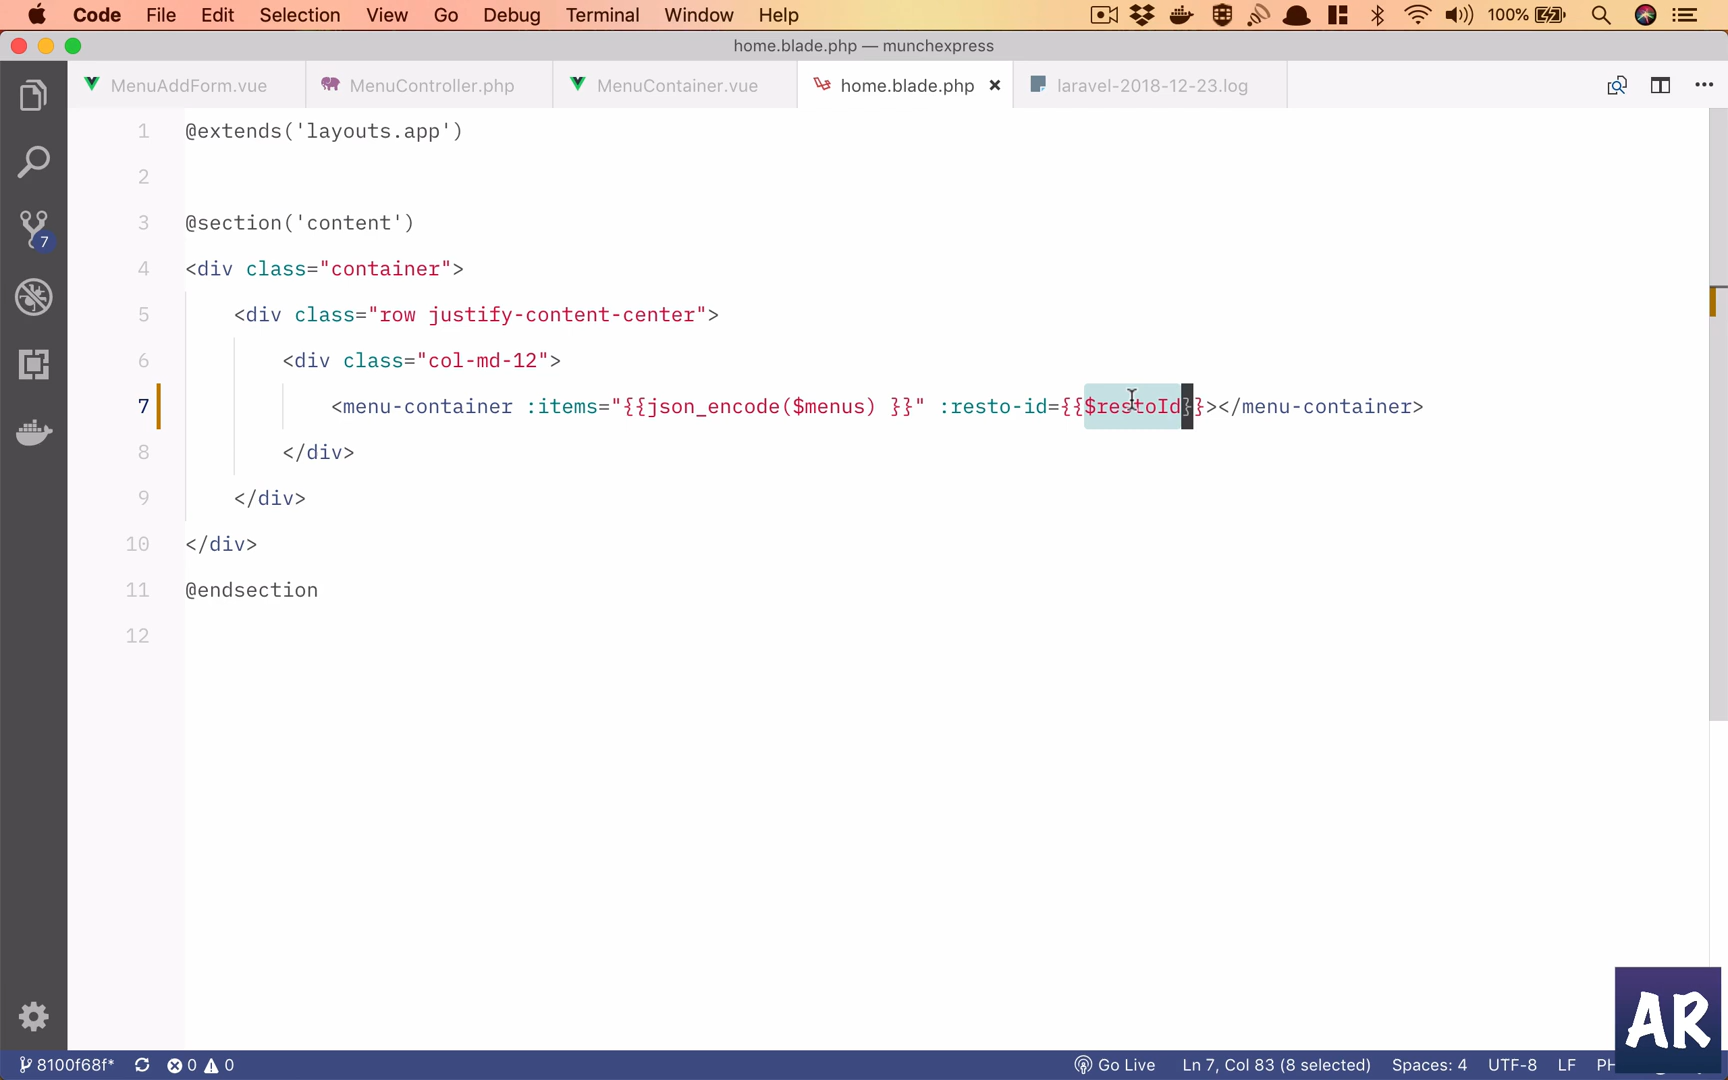 Code File Edit Selection View Go Debug Terminal Window Help 100%
home.blade.php — munchexpress
MenuAddForm.vue MenuController.php MenuContainer.vue home.blade.php × laravel-2018-12-23.log
1 @extends('layouts.app')
2
3 @section('content')
4 <div class="container">
5 <div class="row justify-content-center">
6 <div class="col-md-12">
7 <menu-container :items="{{json_encode($menus) }}" :resto-id={{$restoId}}></menu-container>
8 </div>
9 </div>
10 </div>
11 @endsection
12
7
AR
8100f68f* 0 0 Go Live Ln 7, Col 83 (8 selected) Spaces: 4 UTF-8 LF